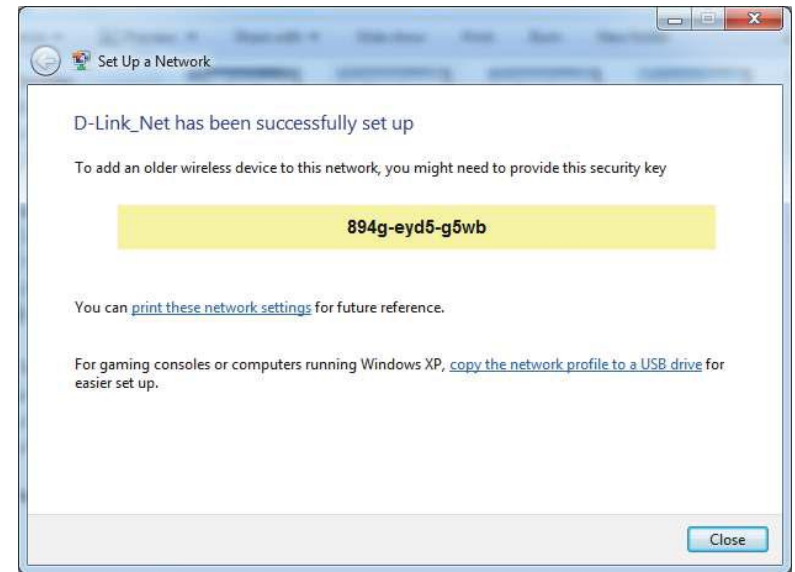 Set Up a Network
D-Link_Net has been successfully set up
To add an older wireless device to this network, you might need to provide this security key
894g-eyd5-g5wb
You can print these network settings for future reference.
For gaming consoles or computers running Windows XP, copy the network profile to a USB drive for
easier set up.
Close